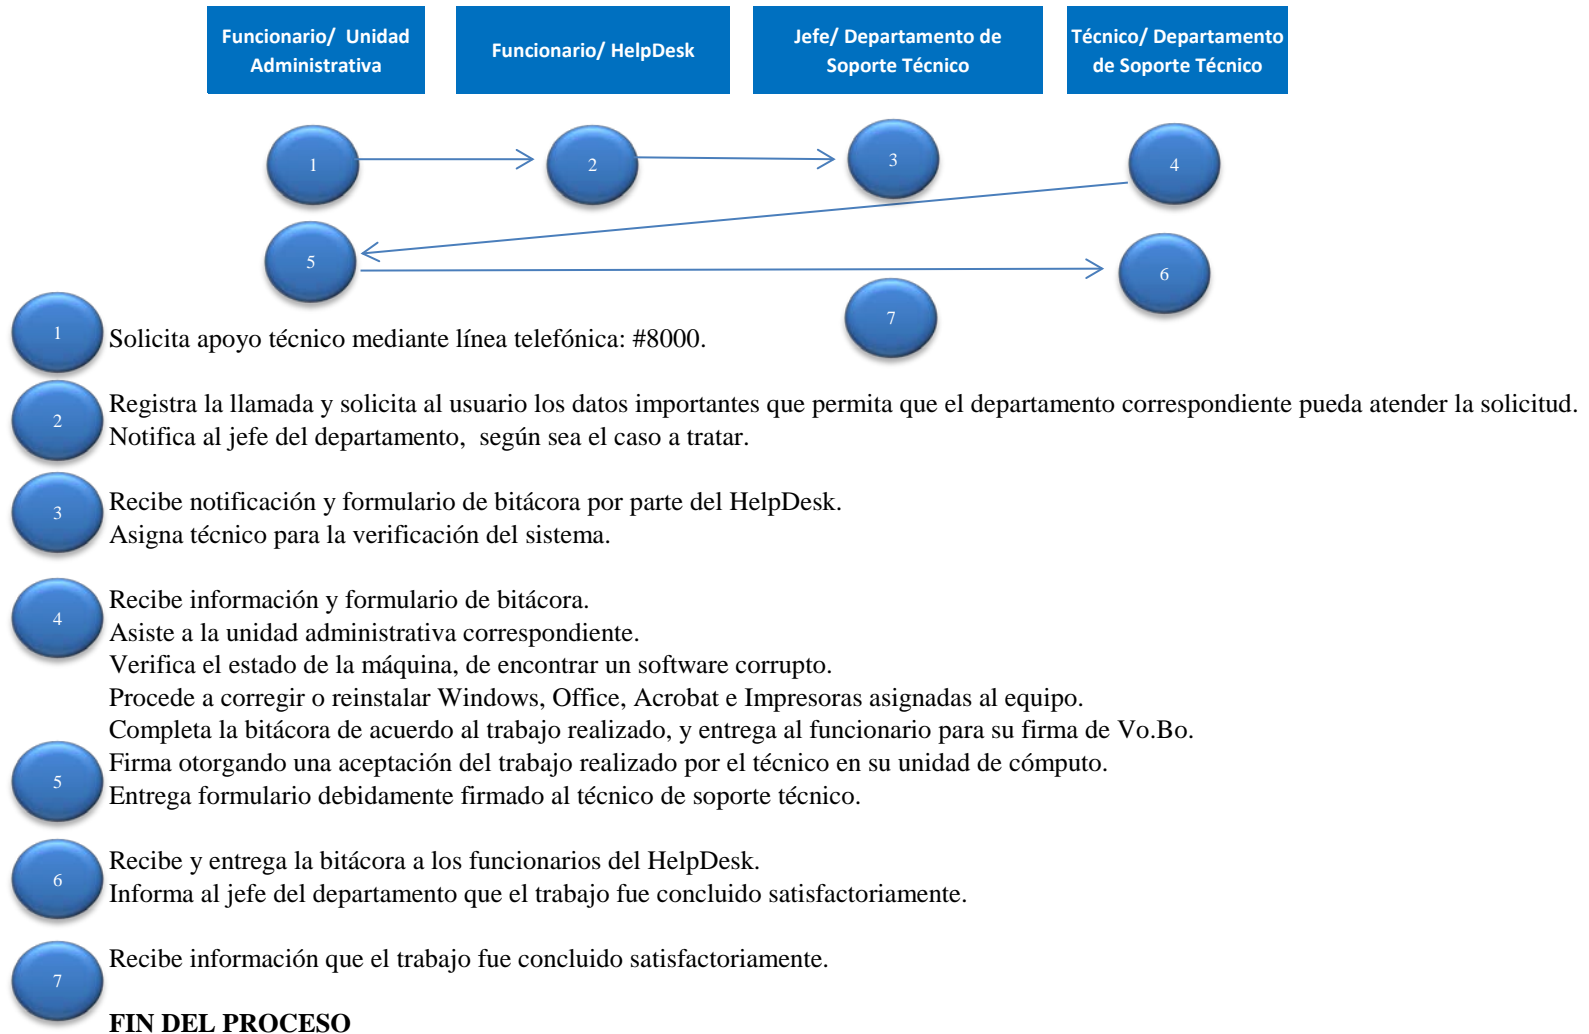 Funcionario/ Unidad
Administrativa
Funcionario/ HelpDesk
Jefe/ Departamento de
Soporte Técnico
Técnico/ Departamento
de Soporte Técnico
1
2
3
4
5
6
7
1
Solicita apoyo técnico mediante línea telefónica: #8000.
2
Registra la llamada y solicita al usuario los datos importantes que permita que el departamento correspondiente pueda atender la solicitud.
Notifica al jefe del departamento, según sea el caso a tratar.
3
Recibe notificación y formulario de bitácora por parte del HelpDesk.
Asigna técnico para la verificación del sistema.
4
Recibe información y formulario de bitácora.
Asiste a la unidad administrativa correspondiente.
Verifica el estado de la máquina, de encontrar un software corrupto.
Procede a corregir o reinstalar Windows, Office, Acrobat e Impresoras asignadas al equipo.
Completa la bitácora de acuerdo al trabajo realizado, y entrega al funcionario para su firma de Vo.Bo.
5
Firma otorgando una aceptación del trabajo realizado por el técnico en su unidad de cómputo.
Entrega formulario debidamente firmado al técnico de soporte técnico.
6
Recibe y entrega la bitácora a los funcionarios del HelpDesk.
Informa al jefe del departamento que el trabajo fue concluido satisfactoriamente.
7
Recibe información que el trabajo fue concluido satisfactoriamente.
FIN DEL PROCESO